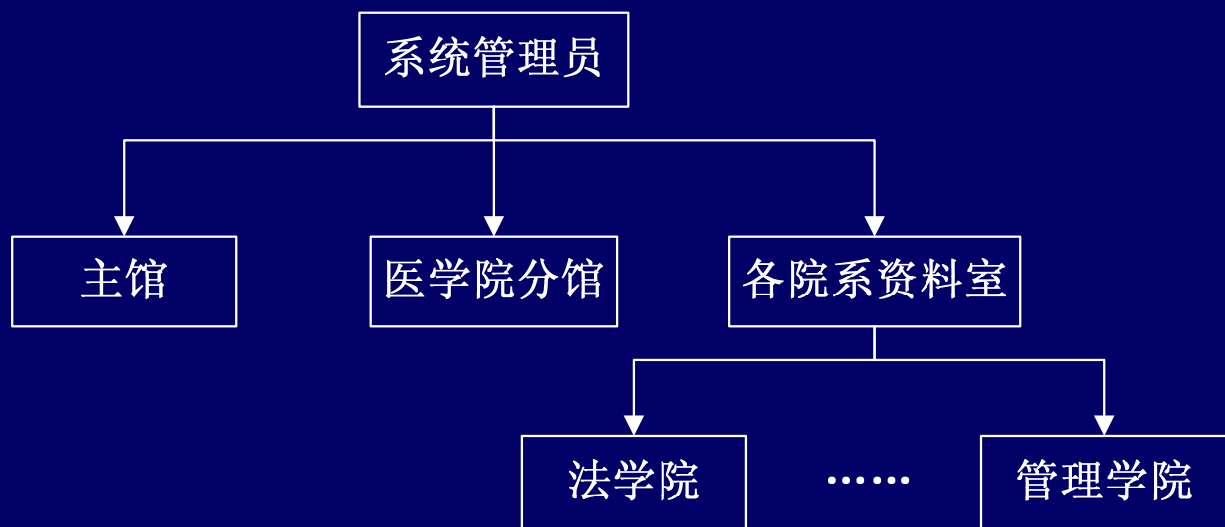 系统管理员
主馆
医学院分馆
各院系资料室
法学院
……
管理学院